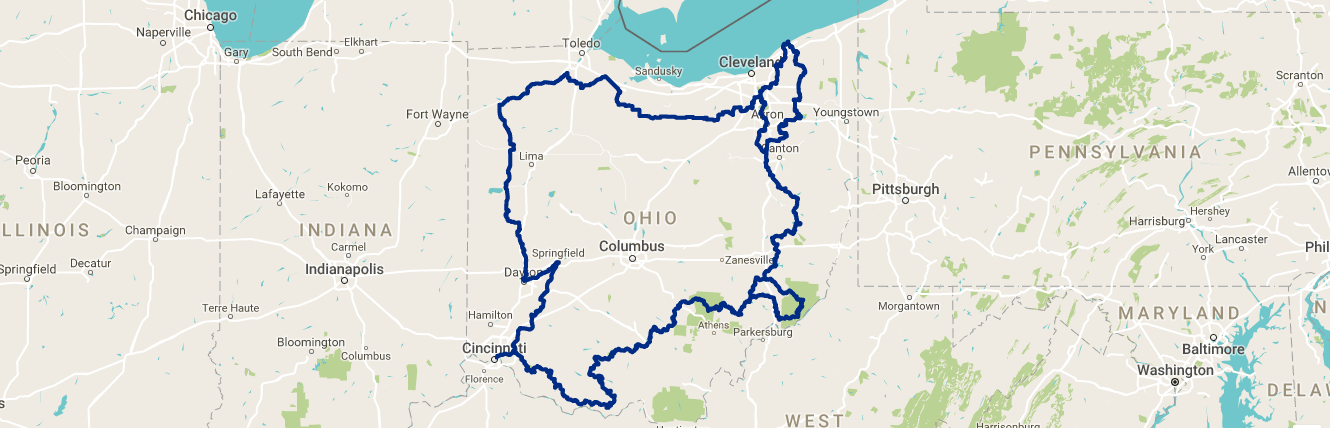 Chicago
Naperville
Gary
South Bend
Elkhart
Toledo
Sandusky
Cleveland
Scranton
Fort Wayne
Akron
Youngstown
Peoria
Bloomington
Lima
Canton
PENNSYLVANIA
Allento
Lafayette
Kokomo
Pittsburgh
LLINOIS
Champaign
INDIANA
OHIO
Hershey
Harrisburg
Carmel
Columbus
Lancaster
York
Phil
Springfield
Decatur
Indianapolis
Springfield
Dayton
Zanesville
Terre Haute
Morgantown
Hamilton
Athens
Parkersburg
MARYLAND
N
Bloomington
Columbus
Cincinnati
Florence
Baltimore
Washington
DELAW
WEST